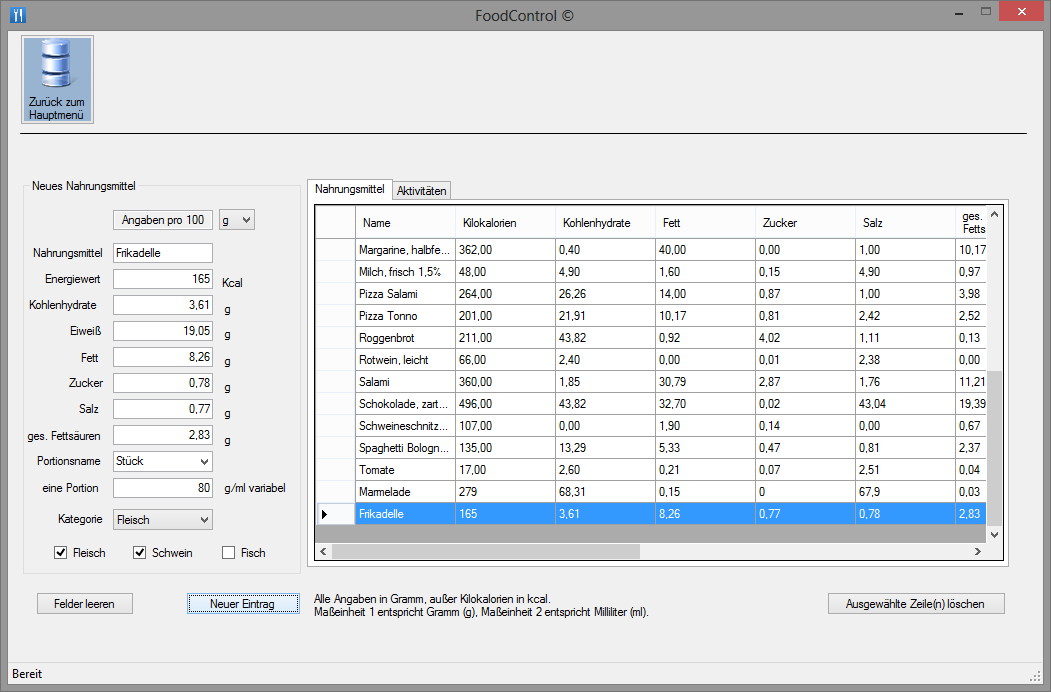 FoodControl ©
Zurück zum
Hauptmenü
Neues Nahrungsmittel
Angaben pro 100 g
Nahrungsmittel Frikadelle
Energiewert 165 Kcal
Kohlenhydrate 3,61 g
Eiweiß 19,05 g
Fett 8,26 g
Zucker 0,78 g
Salz 0,77 g
ges. Fettsäuren 2,83 g
Portionsname Stück
eine Portion 80 g/ml variabel
Kategorie Fleisch
Fleisch Schwein Fisch
Felder leeren Neuer Eintrag
Nahrungsmittel Aktivitäten
Name Kilokalorien Kohlenhydrate Fett Zucker Salz ges.
Fetts
Margarine, halbfe... 362,00 0,40 40,00 0,00 1,00 10,17
Milch, frisch 1,5% 48,00 4,90 1,60 0,15 4,90 0,97
Pizza Salami 264,00 26,26 14,00 0,87 1,00 3,98
Pizza Tonno 201,00 21,91 10,17 0,81 2,42 2,52
Roggenbrot 211,00 43,82 0,92 4,02 1,11 0,13
Rotwein, leicht 66,00 2,40 0,00 0,01 2,38 0,00
Salami 360,00 1,85 30,79 2,87 1,76 11,21
Schokolade, zart... 496,00 43,82 32,70 0,02 43,04 19,39
Schweineschnitz... 107,00 0,00 1,90 0,14 0,00 0,67
Spaghetti Bologn... 135,00 13,29 5,33 0,47 0,81 2,37
Tomate 17,00 2,60 0,21 0,07 2,51 0,04
Marmelade 279 68,31 0,15 0 67,9 0,03
Frikadelle 165 3,61 8,26 0,77 0,78 2,83
Alle Angaben in Gramm, außer Kilokalorien in kcal.
Maßeinheit 1 entspricht Gramm (g), Maßeinheit 2 entspricht Milliliter (ml).
Ausgewählte Zeile(n) löschen
Bereit